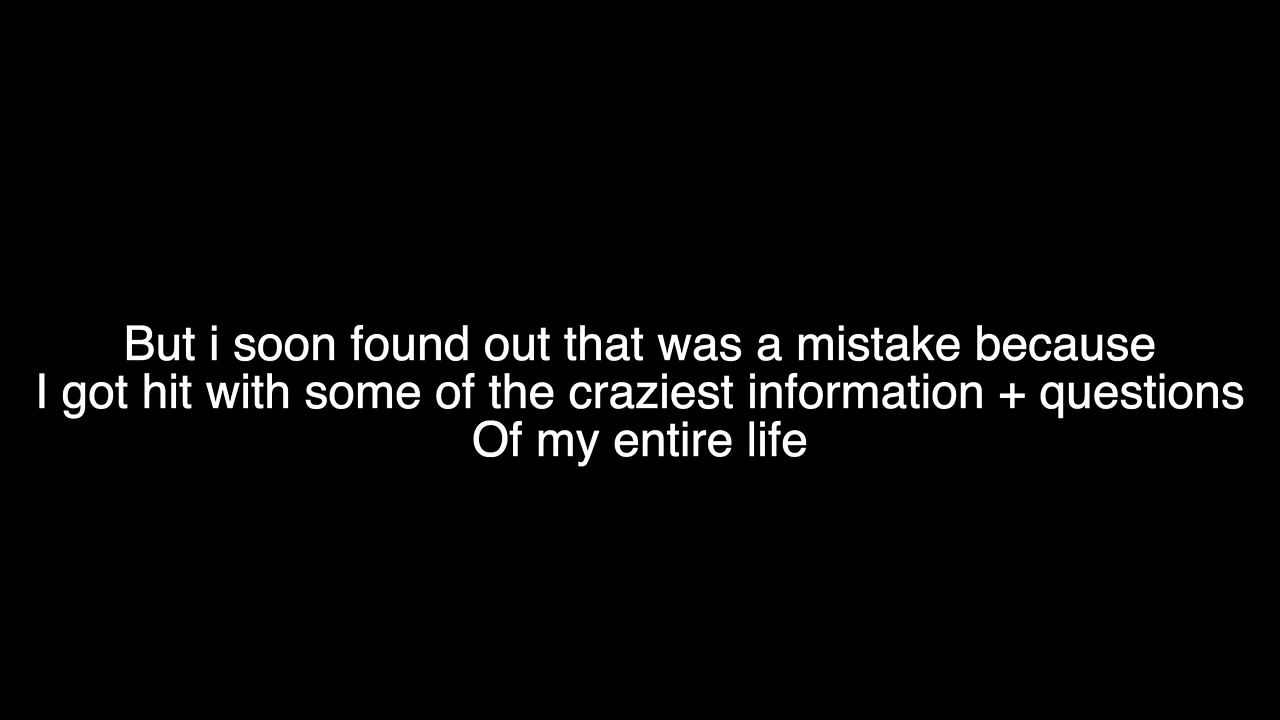 But i soon found out that was a mistake because
I got hit with some of the craziest information + questions
Of my entire life